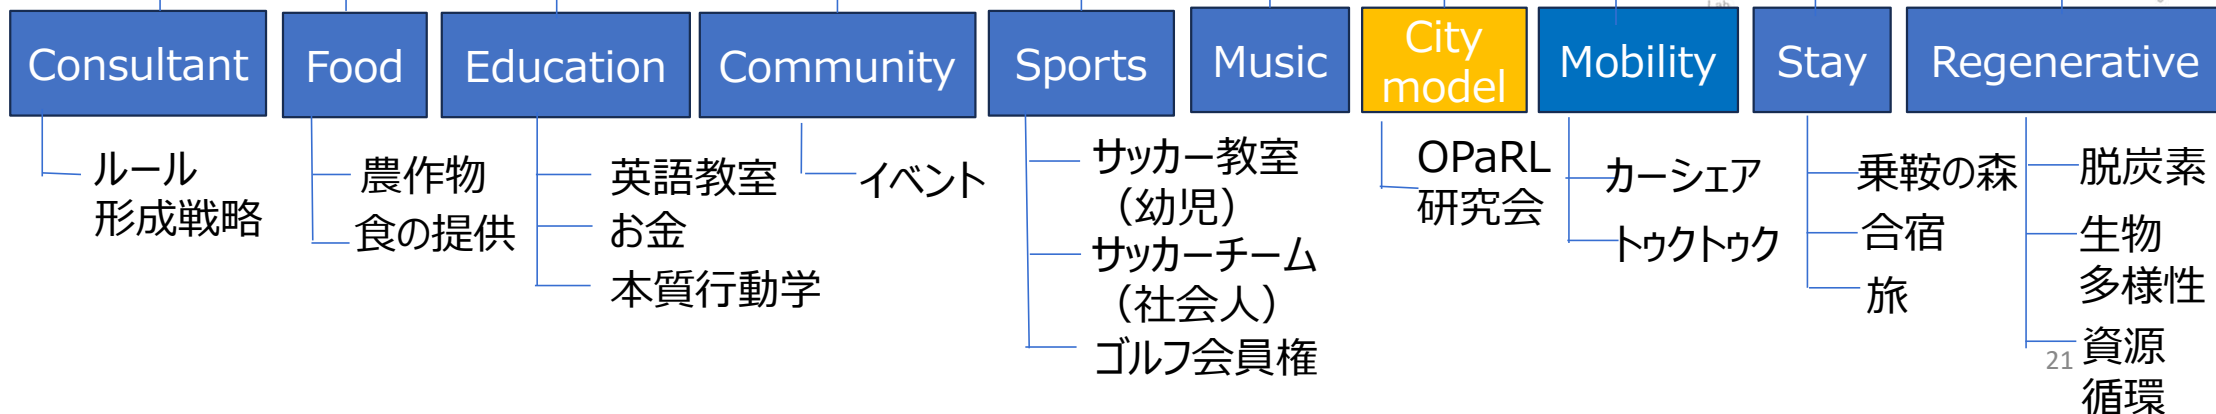 Lab
Consultant
Food
Education
Community
Sports
Music
City
model
Mobility
Stay
Regenerative
ルール
形成戦略
農作物
食の提供
英語教室
お金
本質行動学
イベント
サッカー教室
（幼児）
サッカーチーム
（社会人）
ゴルフ会員権
OPaRL
研究会
カーシェア
トゥクトゥク
乗鞍の森
合宿
旅
脱炭素
生物
多様性
資源
循環
21